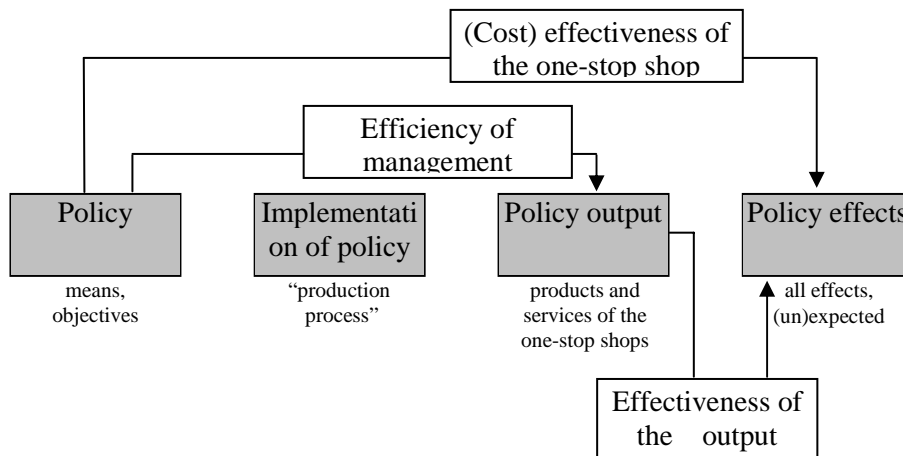 (Cost) effectiveness of
the one-stop shop
Efficiency of
management
Policy
Implementati
on of policy
Policy output
Policy effects
means,
objectives
“production
process”
products and
services of the
one-stop shops
all effects,
(un)expected
Effectiveness of
the output